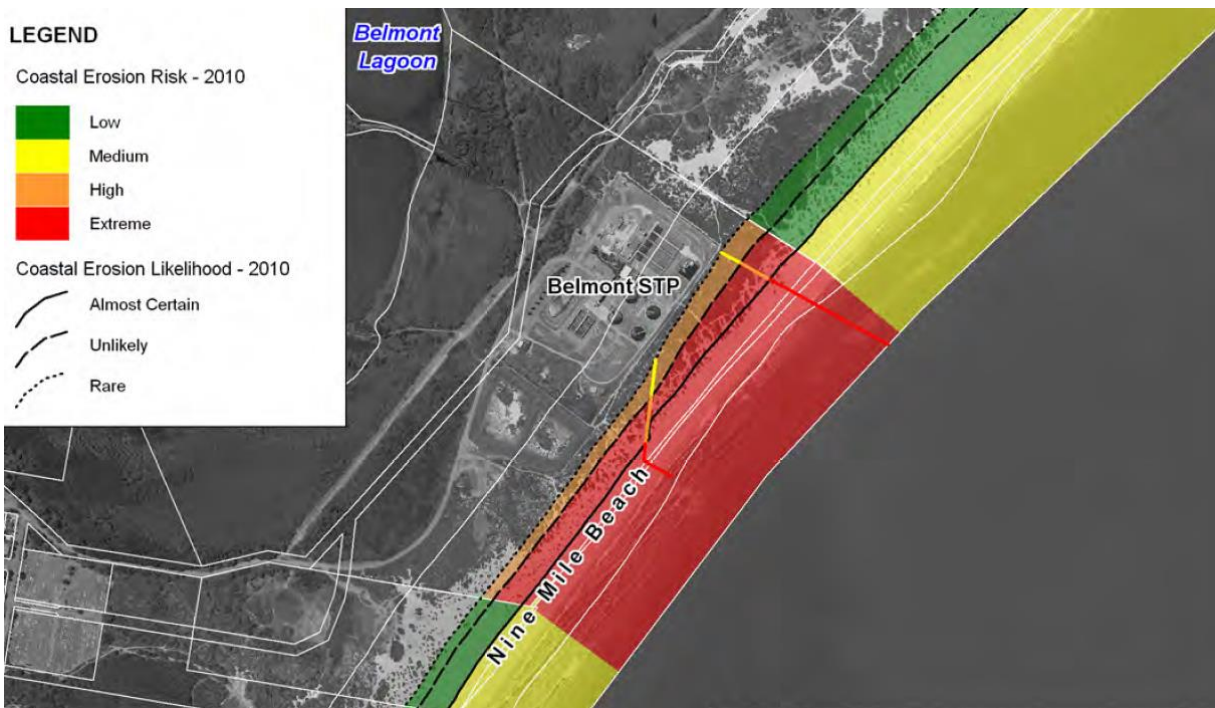 LEGEND
Coastal Erosion Risk - 2010
Low
Medium
High
Extreme
Coastal Erosion Likelihood - 2010
Almost Certain
Unlikely
Rare
Belmont
Lagoon
Belmont STP
Nine Mile Beach